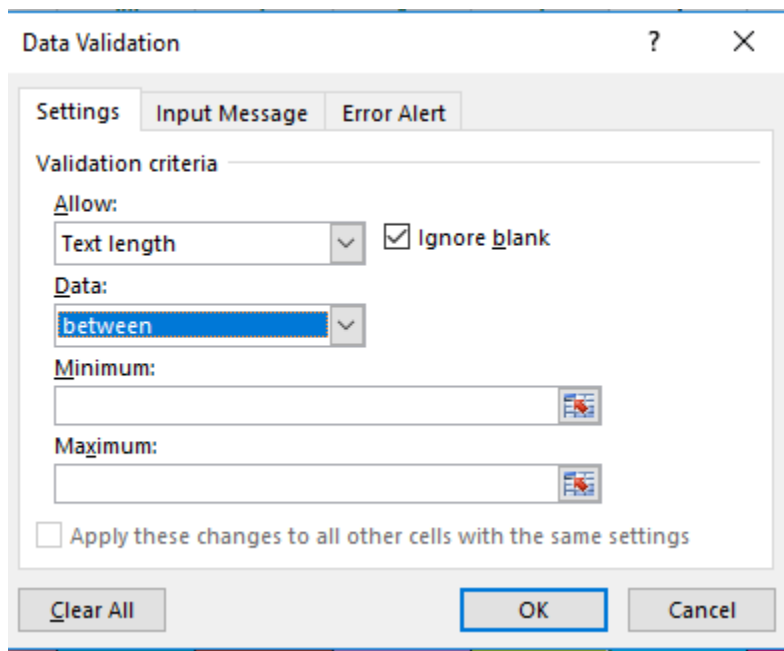 Data Validation ? ×
Settings Input Message Error Alert
Validation criteria
Allow:
Text length Ignore blank
Data:
between
Minimum:
Maximum:
Apply these changes to all other cells with the same settings
Clear All OK Cancel